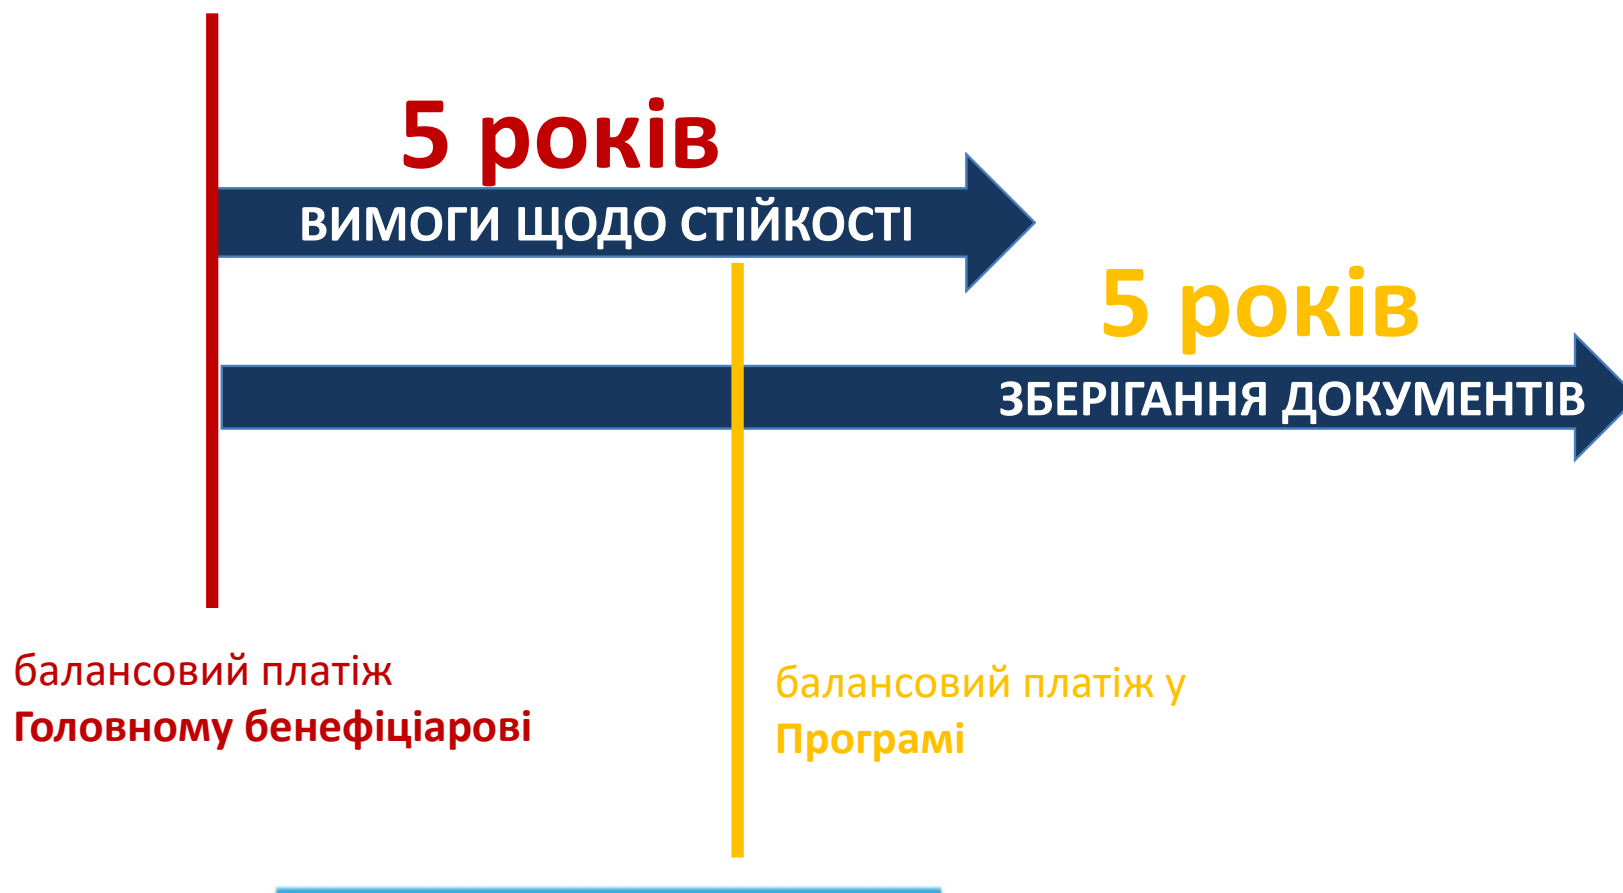 5 років
ВИМОГИ ЩОДО СТІЙКОСТІ
5 років
ЗБЕРІГАННЯ ДОКУМЕНТІВ
балансовий платіж
Головному бенефіціарові
балансовий платіж у
Програмі